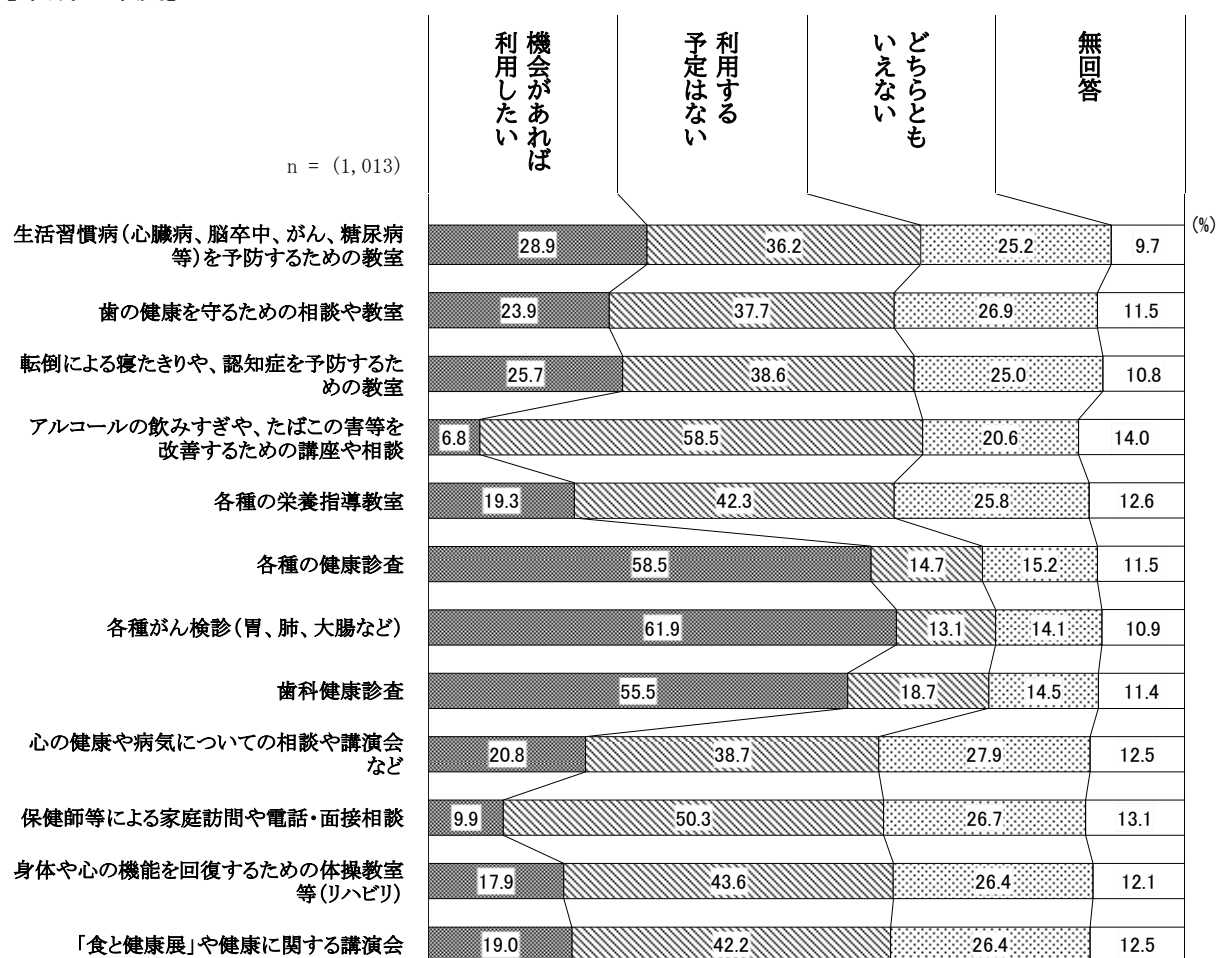 機会があれば
利用したい
利用する
予定はない
どちらとも
いえない
無回答
n = (1,013)
(%)
生活習慣病(心臓病、脳卒中、がん、糖尿病
等)を予防するための教室
28.9 36.2 25.2 9.7
歯の健康を守るための相談や教室
23.9 37.7 26.9 11.5
転倒による寝たきりや、認知症を予防するた
めの教室
25.7 38.6 25.0 10.8
アルコールの飲みすぎや、たばこの害等を
改善するための講座や相談
6.8 58.5 20.6 14.0
各種の栄養指導教室
19.3 42.3 25.8 12.6
各種の健康診査
58.5 14.7 15.2 11.5
各種がん検診(胃、肺、大腸など)
61.9 13.1 14.1 10.9
歯科健康診査
55.5 18.7 14.5 11.4
心の健康や病気についての相談や講演会
など
20.8 38.7 27.9 12.5
保健師等による家庭訪問や電話・面接相談
9.9 50.3 26.7 13.1
身体や心の機能を回復するための体操教室
等(リハビリ)
17.9 43.6 26.4 12.1
「食と健康展」や健康に関する講演会
19.0 42.2 26.4 12.5